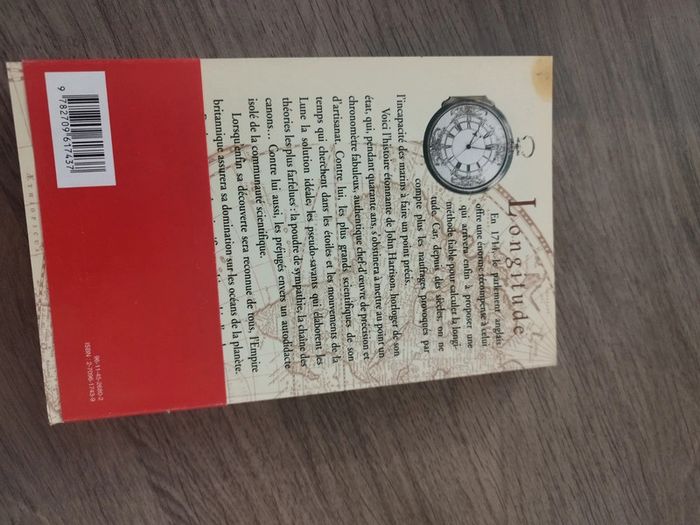 Longitude
En 1714, le parlement anglais
offre une énorme récompense à celui
qui arrivera enfin à proposer une
méthode fiable pour calculer la longi-
tude. Car, depuis des siècles, on ne
compte plus les naufrages provoqués par
l'incapacité des marins à faire un point précis.
Voici l'histoire étonnante de John Harrison, horloger de son
état, qui, pendant quarante ans, s'obstinera à mettre au point un
chronomètre fabuleux, authentique chef-d'œuvre de précision et
d'artisanat. Contre lui, les plus grands scientifiques de son
temps qui cherchent dans les étoiles et les mouvements de la
Lune la solution idéale, les pseudo-savants qui élaborent les
théories les plus farfelues : la poudre de sympathie, la chaîne des
canons... Contre lui aussi, les préjugés envers un autodidacte
isolé de la communauté scientifique.
Lorsqu'enfin sa découverte sera reconnue de tous, l'Empire
britannique assurera sa domination sur les océans de la planète.
9 782709 617437
96-11-45-2680-2
ISBN : 2-7096-1743-9